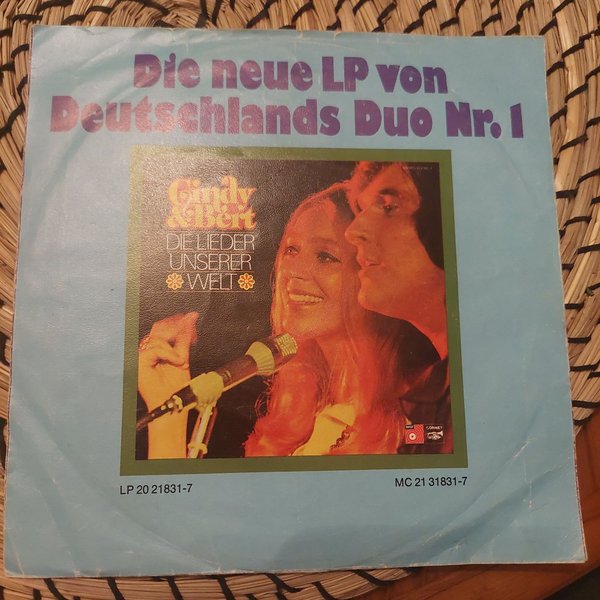 Die neue LP von
Deutschlands Duo Nr. 1
Cindy
& Bert
DIE LIEDER
UNSERER
WELT
CORNET
LP 20 21831-7
MC 21 31831-7